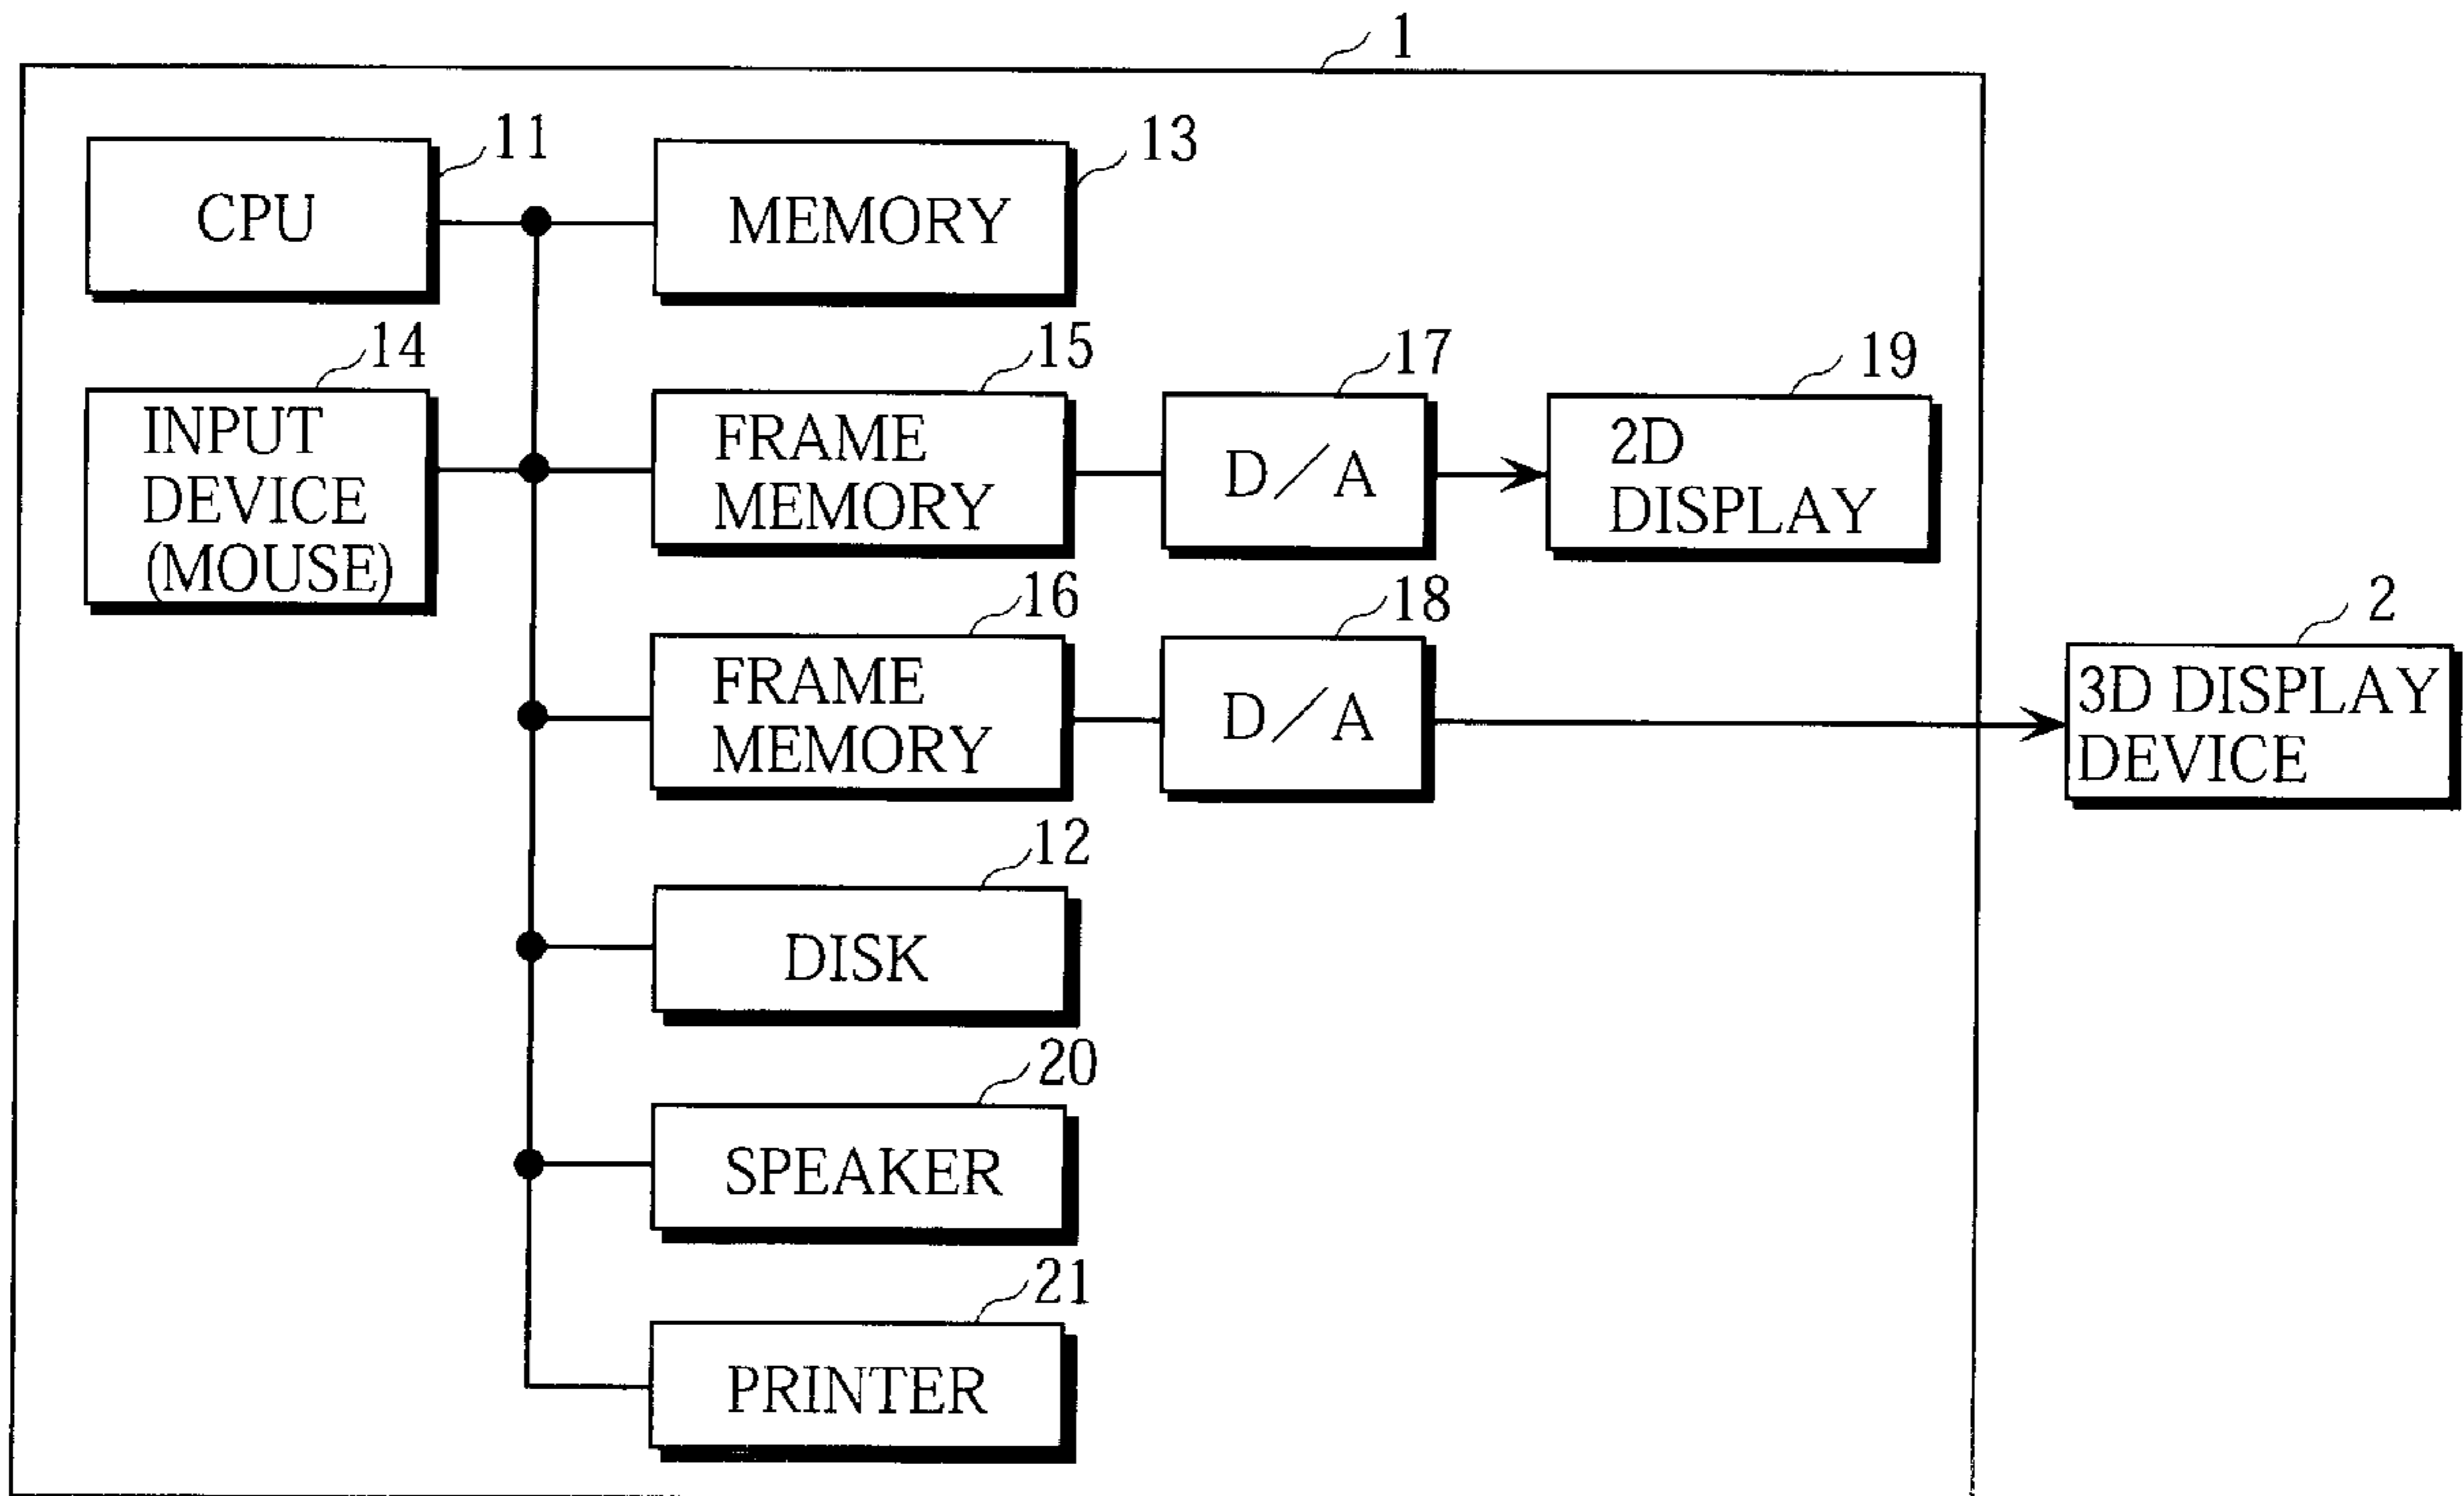 1
11
CPU
13
MEMORY
14
INPUT
DEVICE
(MOUSE)
15
FRAME
MEMORY
17
D/A
19
2D
DISPLAY
16
FRAME
MEMORY
18
D/A
2
3D DISPLAY
DEVICE
12
DISK
20
SPEAKER
21
PRINTER